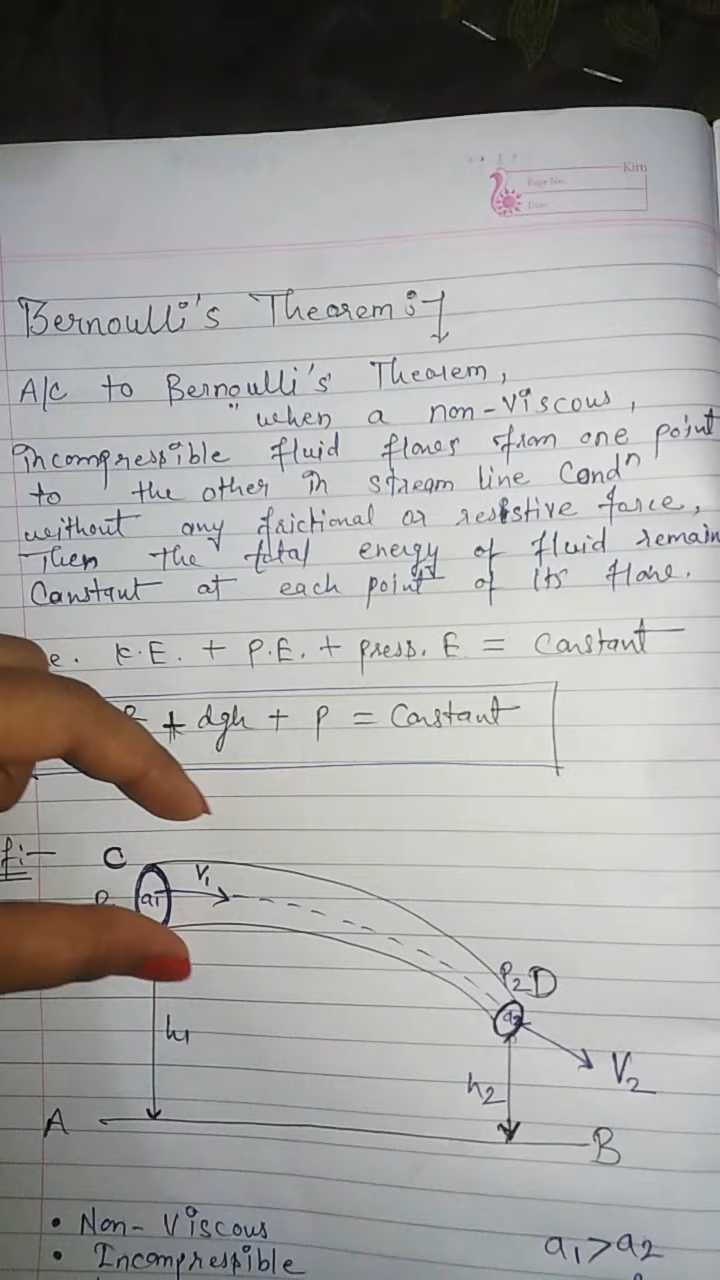 Kirti
Page No.
Date
Bernoulli's Theorem :-
A/c to Bernoulli's Theorem,
"when a non-viscous,
incompressible fluid flows from one point
to the other in stream line Condⁿ
without any frictional or resistive force,
Then the total energy of fluid remain
Constant at each point of its flow.
e. K.E. + P.E. + press. E = Constant
+ dgh + P = Constant
f:-
C
V₁
a₁
P₂ D
a₂
V₂
h₁
h₂
A
B
• Non-Viscous
• Incompressible
a₁ > a₂